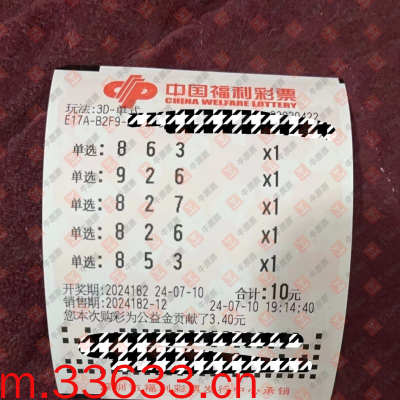 中国福利彩票
CHINA WELFARE LOTTERY
玩法:3D-单式
E17A-B2F9-
单选: 8 6 3 x1
单选: 9 2 6 x1
单选: 8 2 7 x1
单选: 8 2 6 x1
单选: 8 5 3 x1
开奖期:2024182 24-07-10 合计:10元
销售期:2024182-12 24-07-10 19:14:40
您本次购彩为公益金贡献了3.40元
m.33633.cn